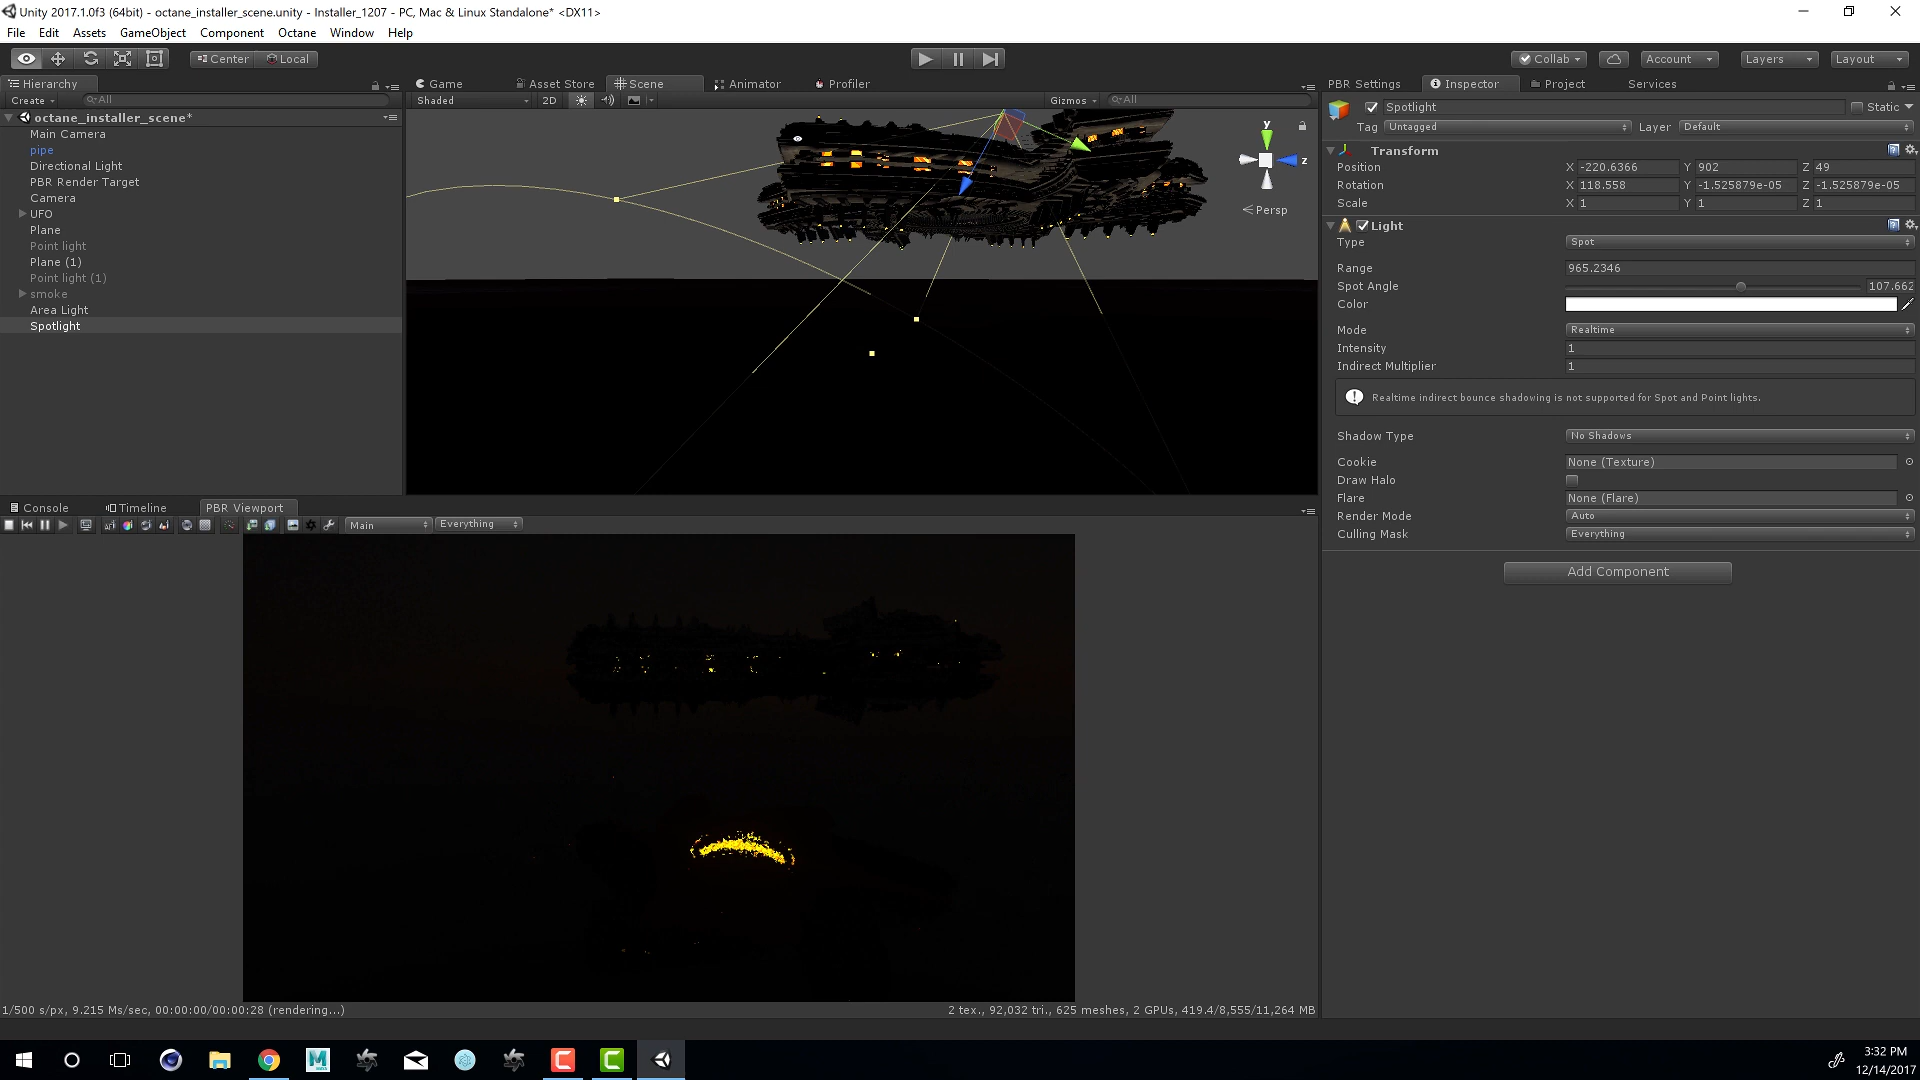 Unity 2017.1.0f3 (64bit) - octane_installer_scene.unity - Installer_1207 - PC, Mac & Linux Standalone* <DX11>
File Edit Assets GameObject Component Octane Window Help
Center Local Collab Account Layers Layout
Hierarchy Game Asset Store Scene Animator Profiler PBR Settings Inspector Project Services
Create All Shaded 2D Gizmos All
Spotlight Static
Tag Untagged Layer Default
octane_installer_scene*
Main Camera
pipe
Directional Light
PBR Render Target
Camera
UFO
Plane
Point light
Plane (1)
Point light (1)
smoke
Area Light
Spotlight
y
z
Persp
Transform
Position X -220.6366 Y 902 Z 49
Rotation X 118.558 Y -1.525879e-05 Z -1.525879e-05
Scale X 1 Y 1 Z 1
Light
Type Spot
Range 965.2346
Spot Angle 107.662
Color
Mode Realtime
Intensity 1
Indirect Multiplier 1
Realtime indirect bounce shadowing is not supported for Spot and Point lights.
Shadow Type No Shadows
Cookie None (Texture)
Draw Halo
Flare None (Flare)
Render Mode Auto
Culling Mask Everything
Add Component
Console Timeline PBR Viewport
Main Everything
1/500 s/px, 9.215 Ms/sec, 00:00:00/00:00:28 (rendering...)
2 tex., 92,032 tri., 625 meshes, 2 GPUs, 419.4/8,555/11,264 MB
3:32 PM
12/14/2017